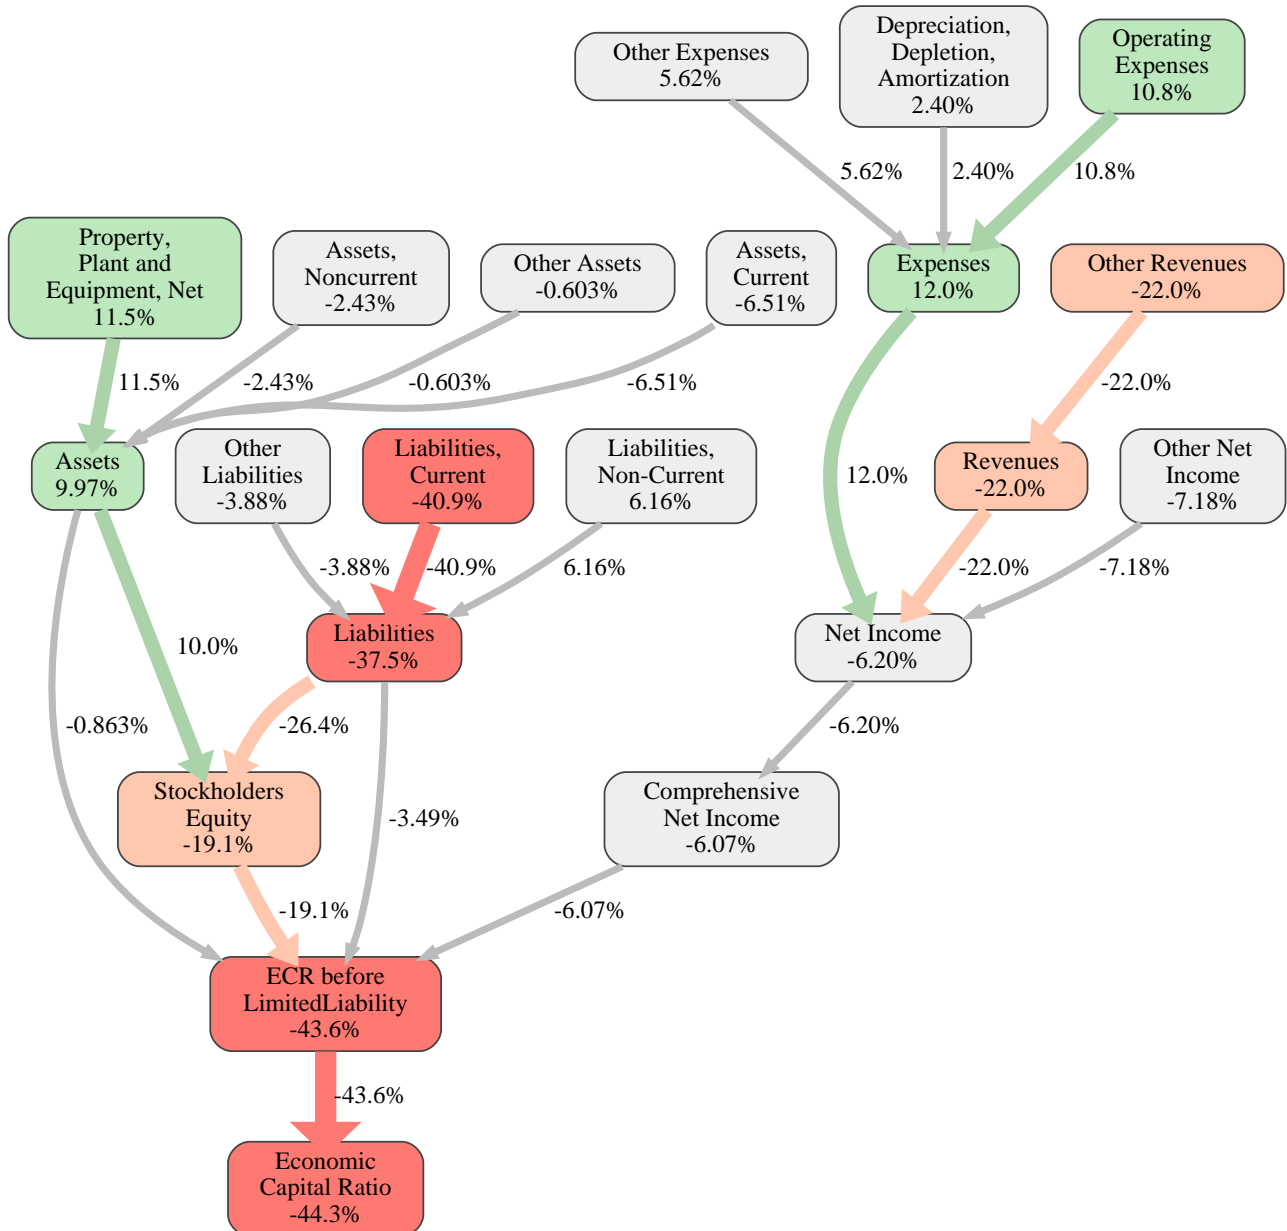 Other Expenses
5.62%
Depreciation,
Depletion,
Amortization
2.40%
Operating
Expenses
10.8%
5.62%
2.40%
10.8%
Property,
Plant and
Equipment, Net
11.5%
Assets,
Noncurrent
-2.43%
Other Assets
-0.603%
Assets,
Current
-6.51%
Expenses
12.0%
Other Revenues
-22.0%
11.5%
-2.43%
-0.603%
-6.51%
-22.0%
Assets
9.97%
Other
Liabilities
-3.88%
Liabilities,
Current
-40.9%
Liabilities,
Non-Current
6.16%
12.0%
Revenues
-22.0%
Other Net
Income
-7.18%
-3.88%
-40.9%
6.16%
-22.0%
-7.18%
10.0%
Liabilities
-37.5%
Net Income
-6.20%
-0.863%
-26.4%
-6.20%
Stockholders
Equity
-19.1%
-3.49%
Comprehensive
Net Income
-6.07%
-19.1%
-6.07%
ECR before
LimitedLiability
-43.6%
-43.6%
Economic
Capital Ratio
-44.3%